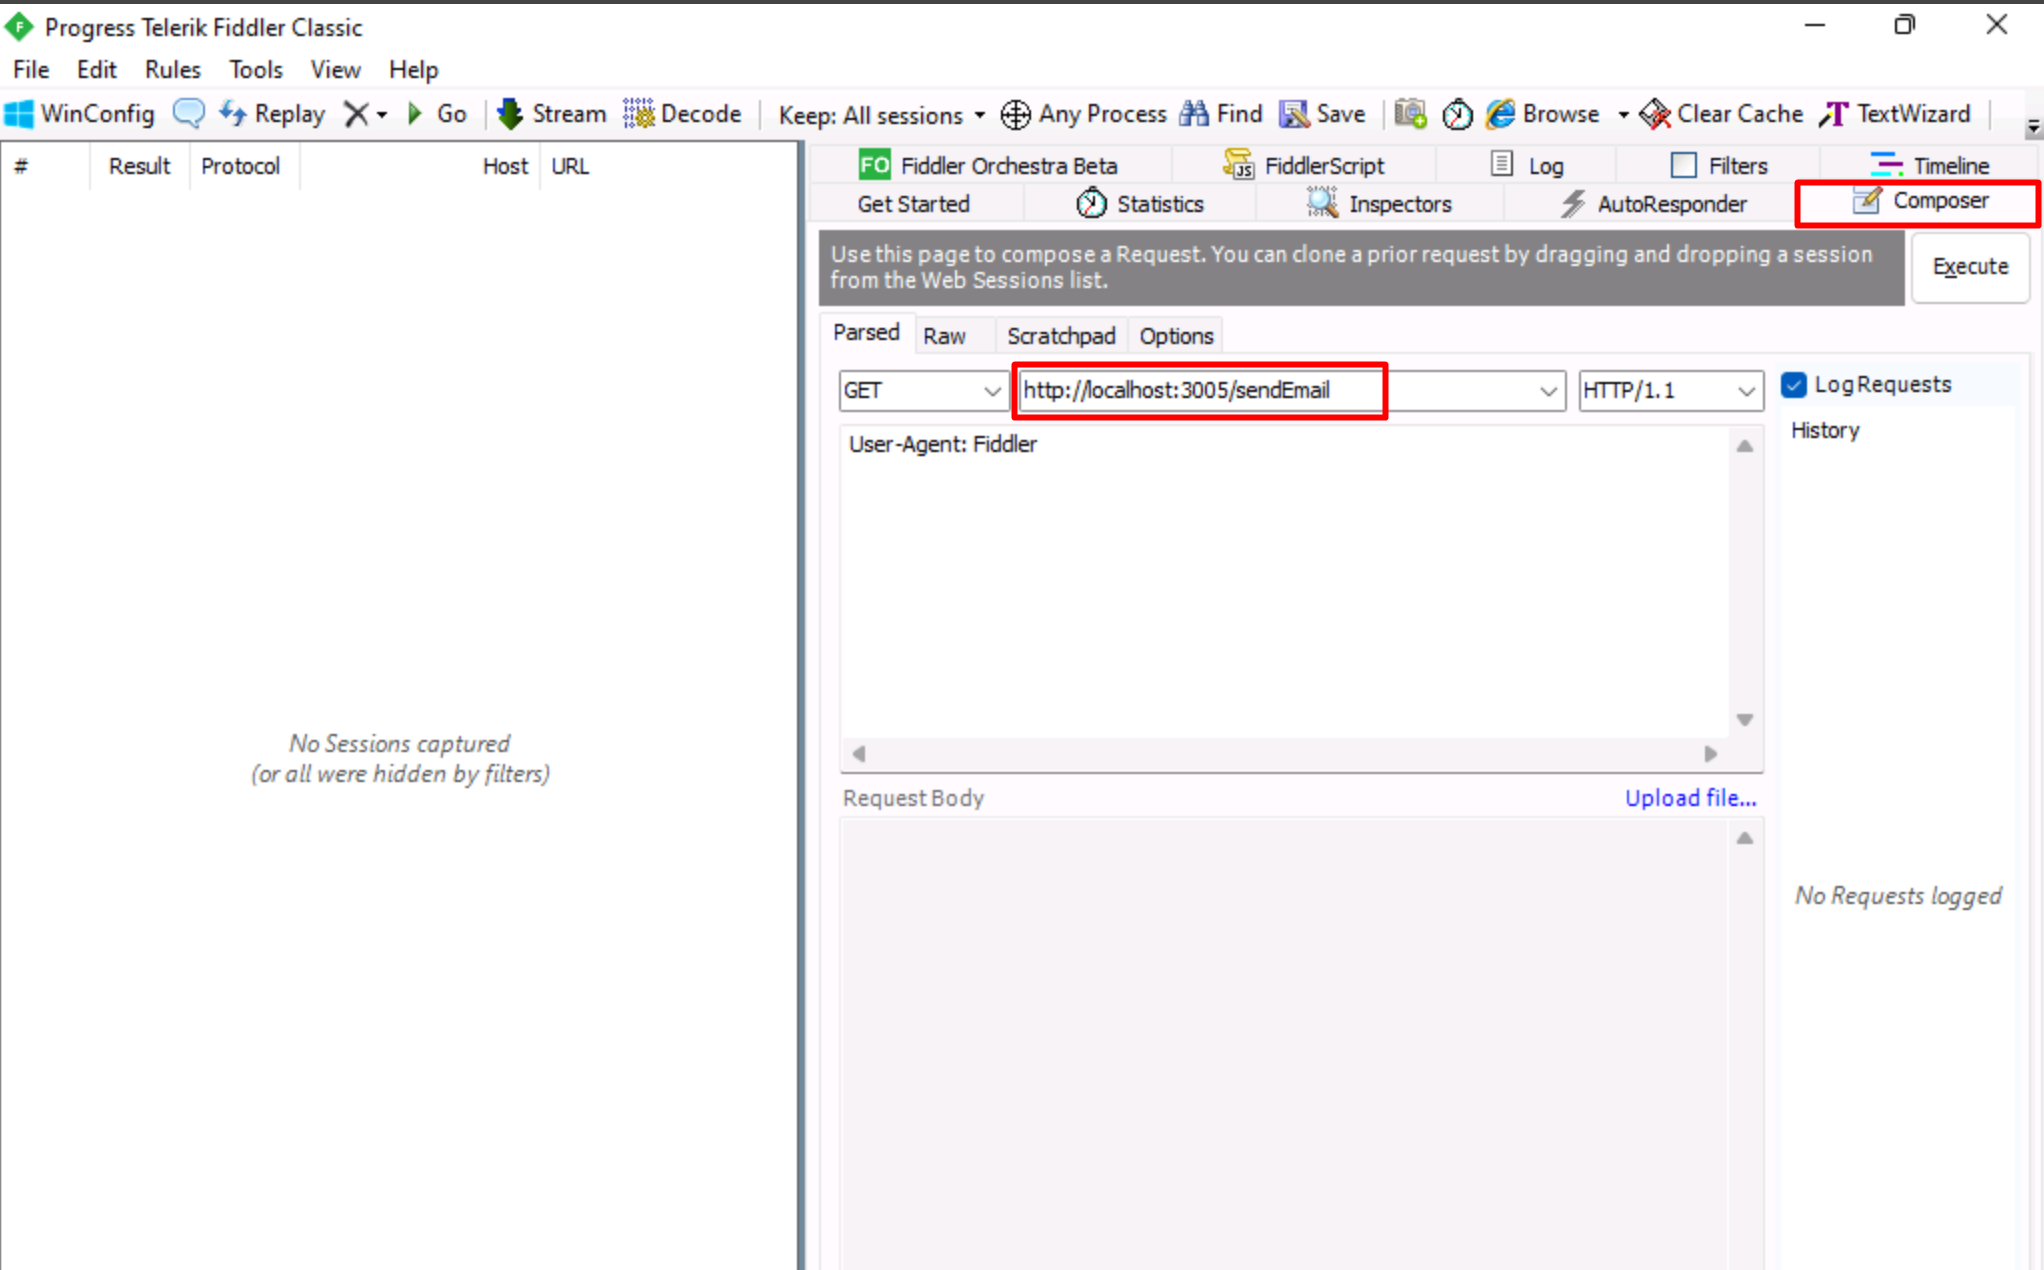 Progress Telerik Fiddler Classic
File Edit Rules Tools View Help
WinConfig Replay Go Stream Decode Keep: All sessions Any Process Find Save Browse Clear Cache TextWizard
# Result Protocol Host URL
FO Fiddler Orchestra Beta FiddlerScript Log Filters Timeline
Get Started Statistics Inspectors AutoResponder Composer
Use this page to compose a Request. You can clone a prior request by dragging and dropping a session
from the Web Sessions list.
Execute
Parsed Raw Scratchpad Options
GET http://localhost:3005/sendEmail HTTP/1.1 Log Requests
User-Agent: Fiddler
History
No Sessions captured
(or all were hidden by filters)
Request Body Upload file...
No Requests logged